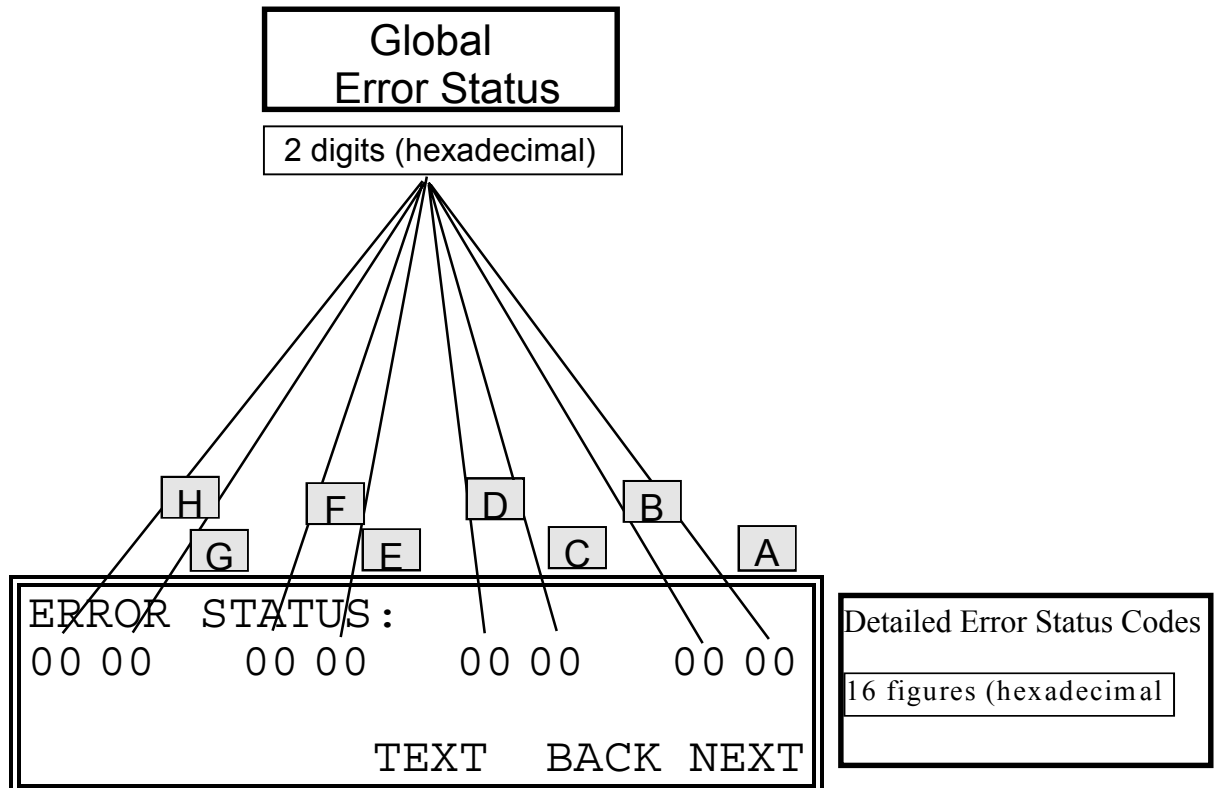 Global
Error Status
2 digits (hexadecimal)
H F D B
G E C A
ERROR STATUS:
00 00 00 00 00 00 00 00
TEXT BACK NEXT
Detailed Error Status Codes
16 figures (hexadecimal